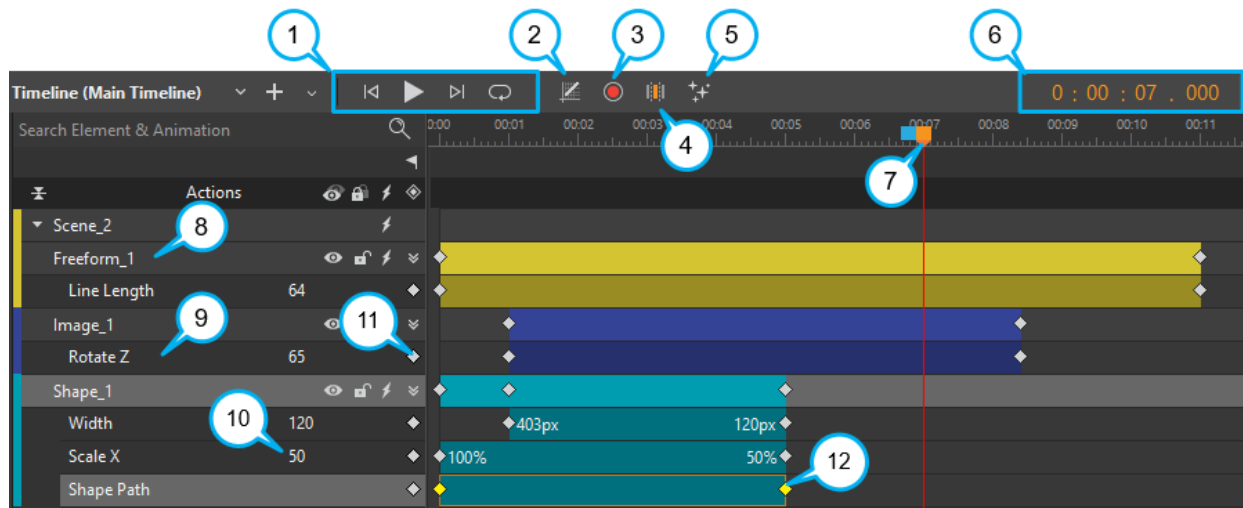 1
2
3
5
6
Timeline (Main Timeline)
0 : 00 : 07 . 000
Search Element & Animation
0:00 00:01 00:02 00:03 00:04 00:05 00:06 00:07 00:08 00:09 00:10 00:11
4
7
Actions
Scene_2
8
Freeform_1
Line Length 64
9
11
Image_1
Rotate Z 65
Shape_1
10
Width 120 403px 120px
Scale X 50 100% 50%
12
Shape Path